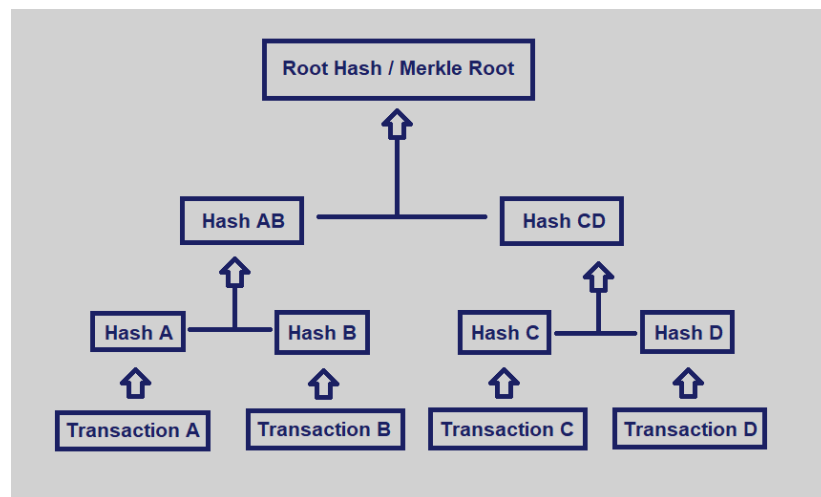 Root Hash / Merkle Root
Hash AB
Hash CD
Hash A
Hash B
Hash C
Hash D
Transaction A
Transaction B
Transaction C
Transaction D